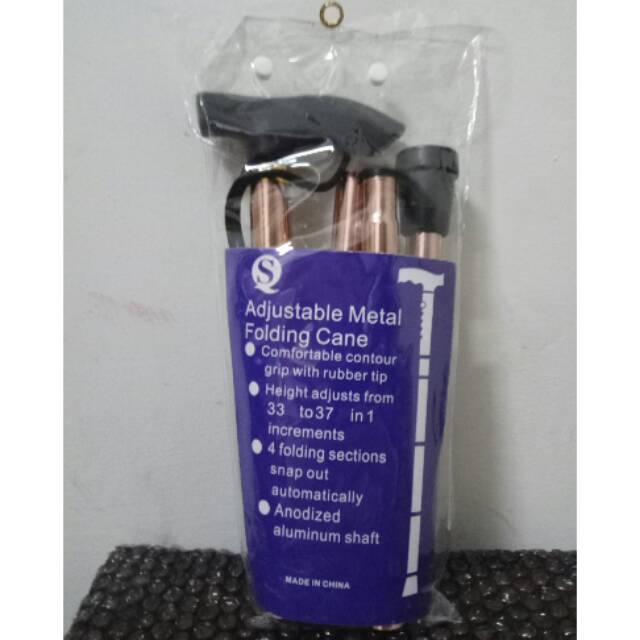 SQ
Adjustable Metal
Folding Cane
Comfortable contour
grip with rubber tip
Height adjusts from
33 to 37 in 1
increments
4 folding sections
snap out
automatically
Anodized
aluminum shaft
MADE IN CHINA